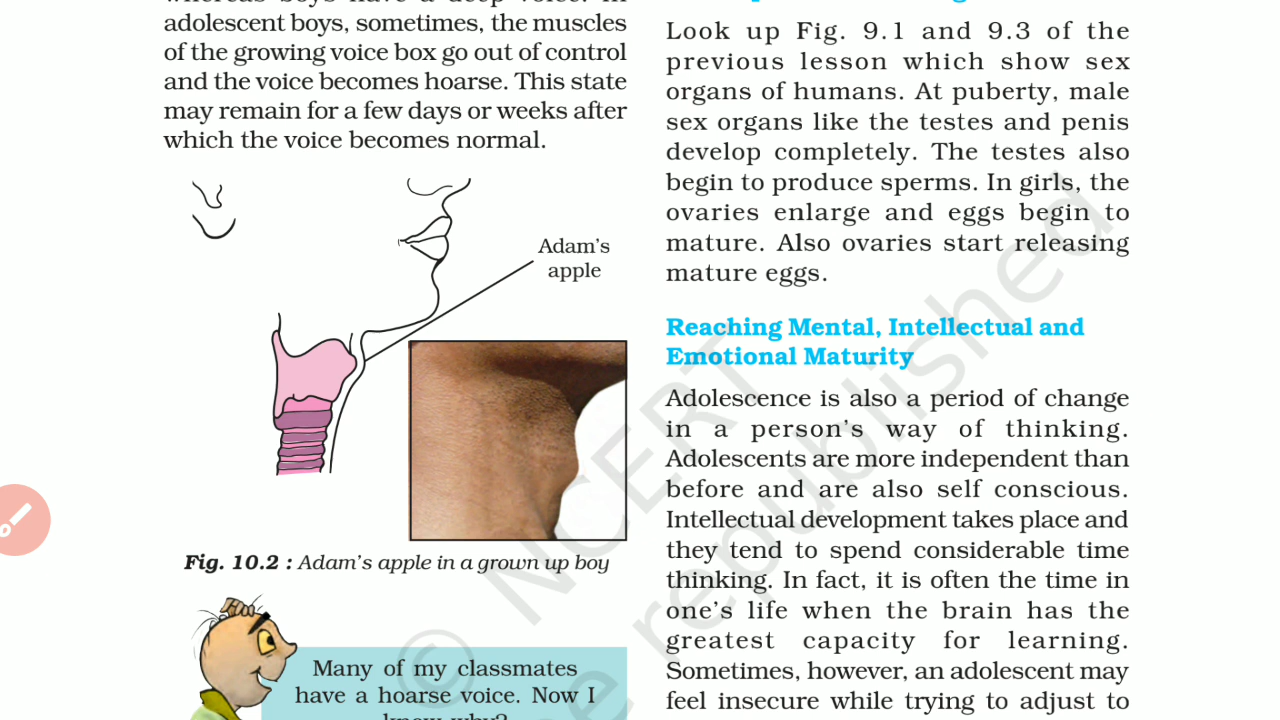 adolescent boys, sometimes, the muscles
of the growing voice box go out of control
and the voice becomes hoarse. This state
may remain for a few days or weeks after
which the voice becomes normal.
Adam's
apple
Fig. 10.2 : Adam's apple in a grown up boy
Many of my classmates
have a hoarse voice. Now I
know why?
Look up Fig. 9.1 and 9.3 of the
previous lesson which show sex
organs of humans. At puberty, male
sex organs like the testes and penis
develop completely. The testes also
begin to produce sperms. In girls, the
ovaries enlarge and eggs begin to
mature. Also ovaries start releasing
mature eggs.
Reaching Mental, Intellectual and
Emotional Maturity
Adolescence is also a period of change
in a person's way of thinking.
Adolescents are more independent than
before and are also self conscious.
Intellectual development takes place and
they tend to spend considerable time
thinking. In fact, it is often the time in
one's life when the brain has the
greatest capacity for learning.
Sometimes, however, an adolescent may
feel insecure while trying to adjust to
© NCERT
republished